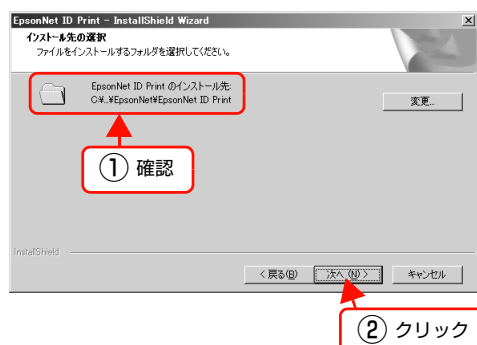 EpsonNet ID Print - InstallShield Wizard
インストール先の選択
ファイルをインストールするフォルダを選択してください。
EpsonNet ID Print のインストール先:
C:¥..¥EpsonNet¥EpsonNet ID Print
変更...
① 確認
InstallShield
< 戻る(B)
次へ(N) >
キャンセル
② クリック